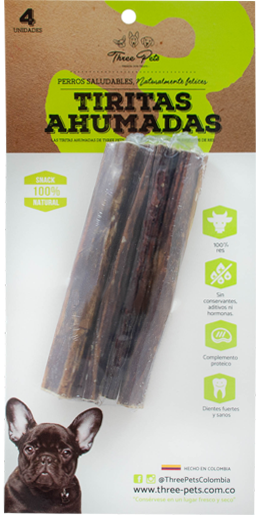 4
UNIDADES
Three Pets
PERROS SALUDABLES, Naturalmente felices
TIRITAS
AHUMADAS
SNACK
100%
NATURAL
100%
res
Sin
conservantes,
aditivos ni
hormonas.
Complemento
proteico
Dientes fuertes
y sanos
HECHO EN COLOMBIA
@ThreePetsColombia
www.three-pets.com.co